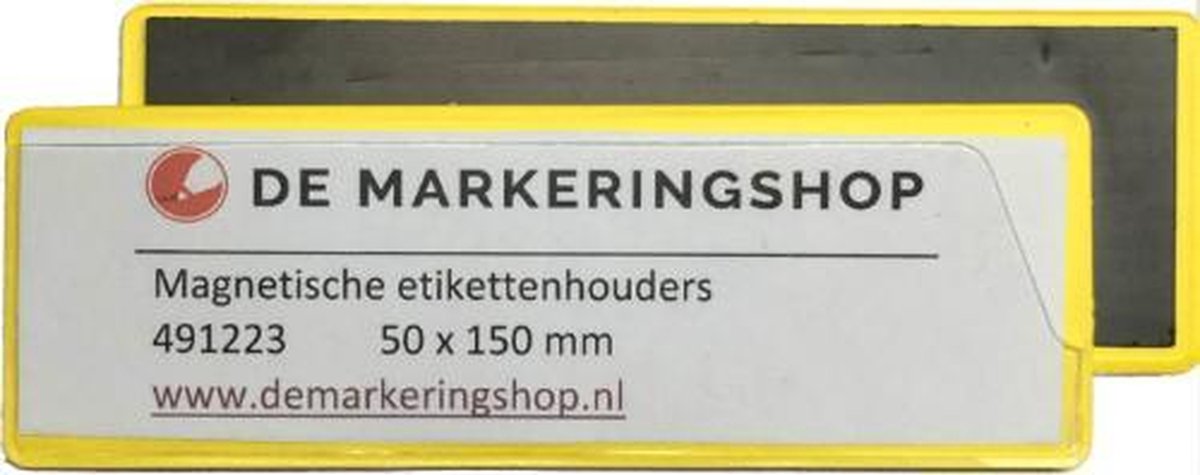 DE MARKERINGSHOP
Magnetische etikettenhouders
491223 50 x 150 mm
www.demarkeringshop.nl